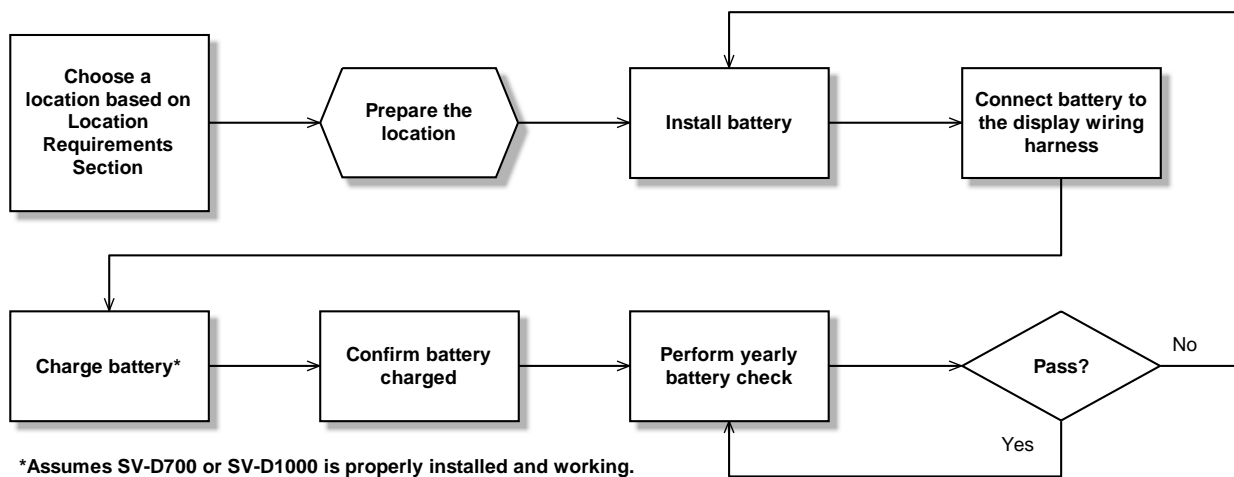 Choose a
location based on
Location
Requirements
Section
Prepare the
location
Install battery
Connect battery to
the display wiring
harness
Charge battery*
Confirm battery
charged
Perform yearly
battery check
Pass?
No
Yes
*Assumes SV-D700 or SV-D1000 is properly installed and working.